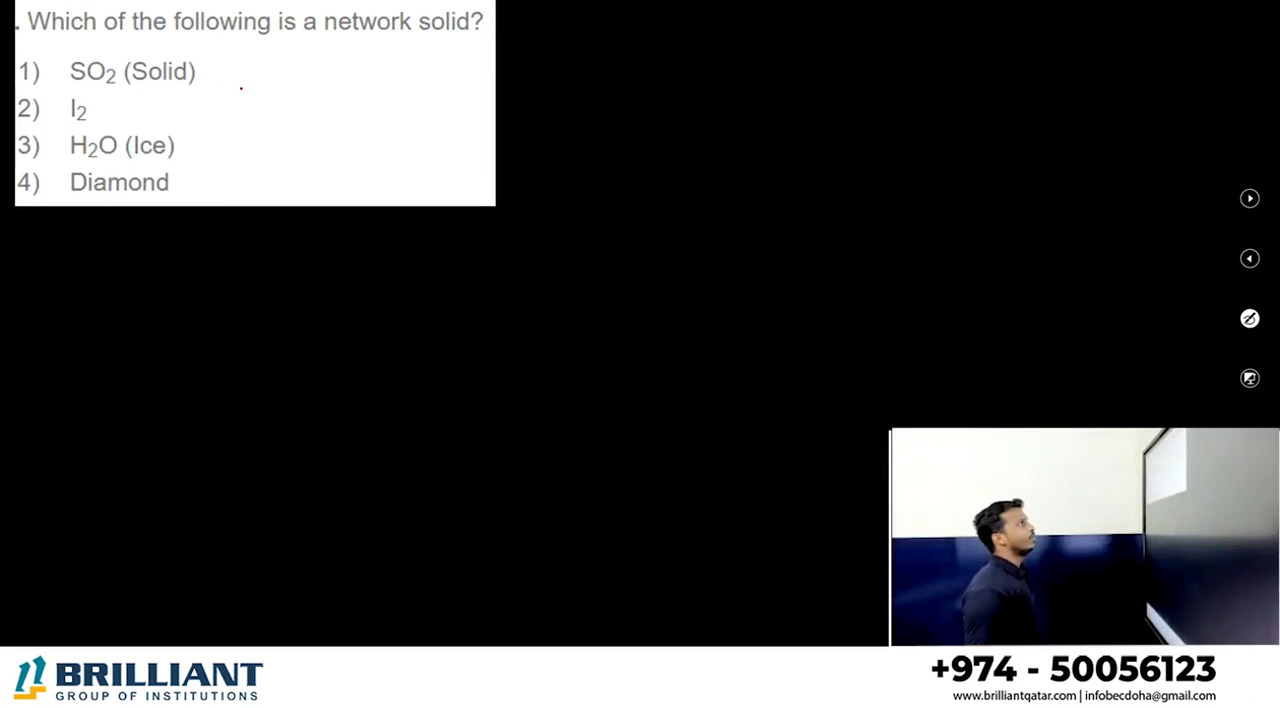 . Which of the following is a network solid?
1) SO₂ (Solid)
2) I₂
3) H₂O (Ice)
4) Diamond
BRILLIANT
GROUP OF INSTITUTIONS
+974 - 50056123
www.brilliantqatar.com | infobecdoha@gmail.com